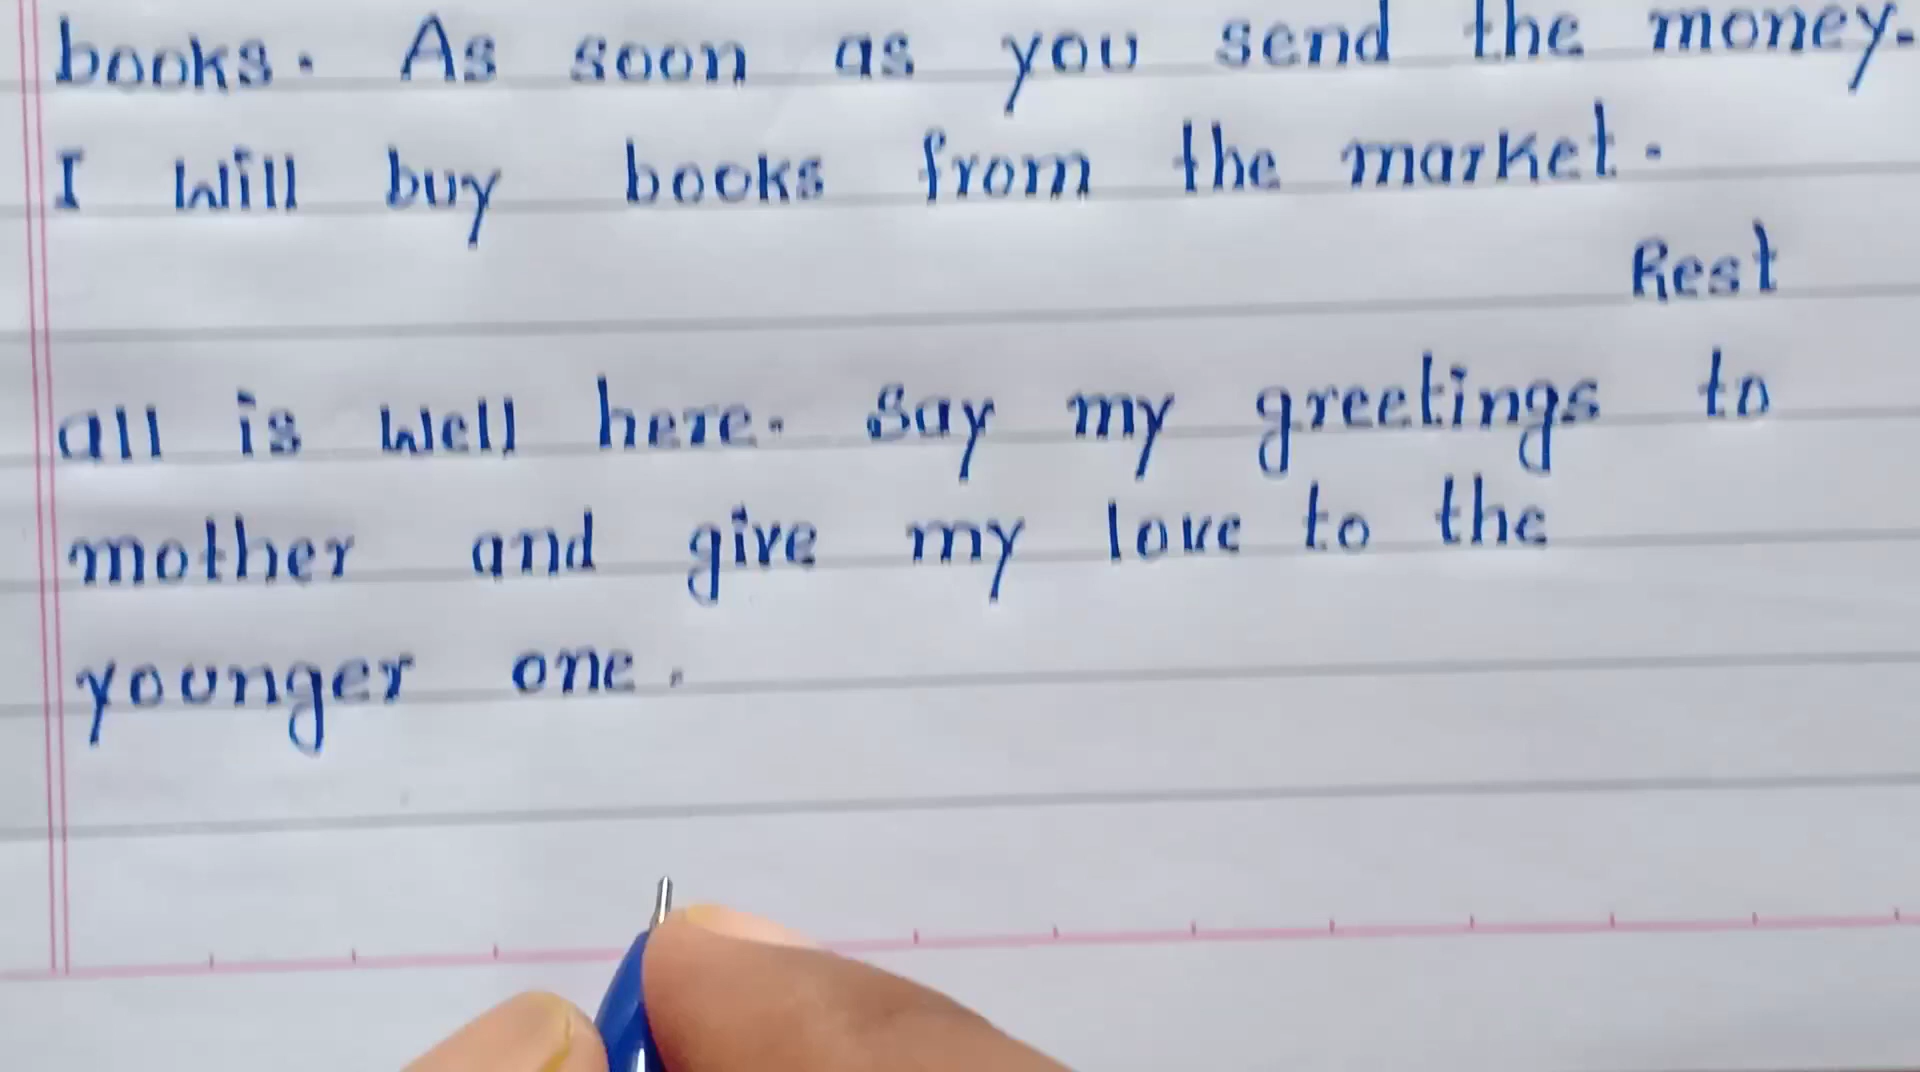 books. As soon as you send the money.
I will buy books from the market.
Rest
all is well here. Say my greetings to
mother and give my love to the
younger one.